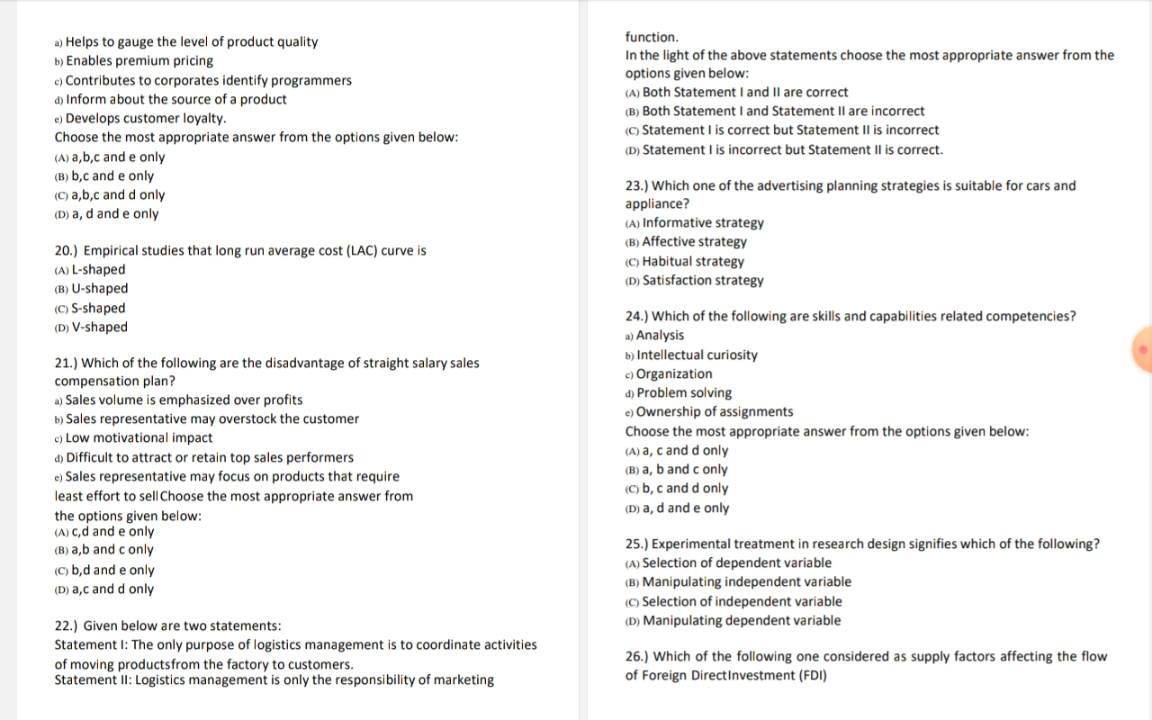 a) Helps to gauge the level of product quality
b) Enables premium pricing
c) Contributes to corporates identify programmers
d) Inform about the source of a product
e) Develops customer loyalty.
Choose the most appropriate answer from the options given below:
(A) a,b,c and e only
(B) b,c and e only
(C) a,b,c and d only
(D) a, d and e only
20.) Empirical studies that long run average cost (LAC) curve is
(A) L-shaped
(B) U-shaped
(C) S-shaped
(D) V-shaped
21.) Which of the following are the disadvantage of straight salary sales
compensation plan?
a) Sales volume is emphasized over profits
b) Sales representative may overstock the customer
c) Low motivational impact
d) Difficult to attract or retain top sales performers
e) Sales representative may focus on products that require
least effort to sell Choose the most appropriate answer from
the options given below:
(A) c,d and e only
(B) a,b and c only
(C) b,d and e only
(D) a,c and d only
22.) Given below are two statements:
Statement I: The only purpose of logistics management is to coordinate activities
of moving productsfrom the factory to customers.
Statement II: Logistics management is only the responsibility of marketing
function.
In the light of the above statements choose the most appropriate answer from the
options given below:
(A) Both Statement I and II are correct
(B) Both Statement I and Statement II are incorrect
(C) Statement I is correct but Statement II is incorrect
(D) Statement I is incorrect but Statement II is correct.
23.) Which one of the advertising planning strategies is suitable for cars and
appliance?
(A) Informative strategy
(B) Affective strategy
(C) Habitual strategy
(D) Satisfaction strategy
24.) Which of the following are skills and capabilities related competencies?
a) Analysis
b) Intellectual curiosity
c) Organization
d) Problem solving
e) Ownership of assignments
Choose the most appropriate answer from the options given below:
(A) a, c and d only
(B) a, b and c only
(C) b, c and d only
(D) a, d and e only
25.) Experimental treatment in research design signifies which of the following?
(A) Selection of dependent variable
(B) Manipulating independent variable
(C) Selection of independent variable
(D) Manipulating dependent variable
26.) Which of the following one considered as supply factors affecting the flow
of Foreign DirectInvestment (FDI)